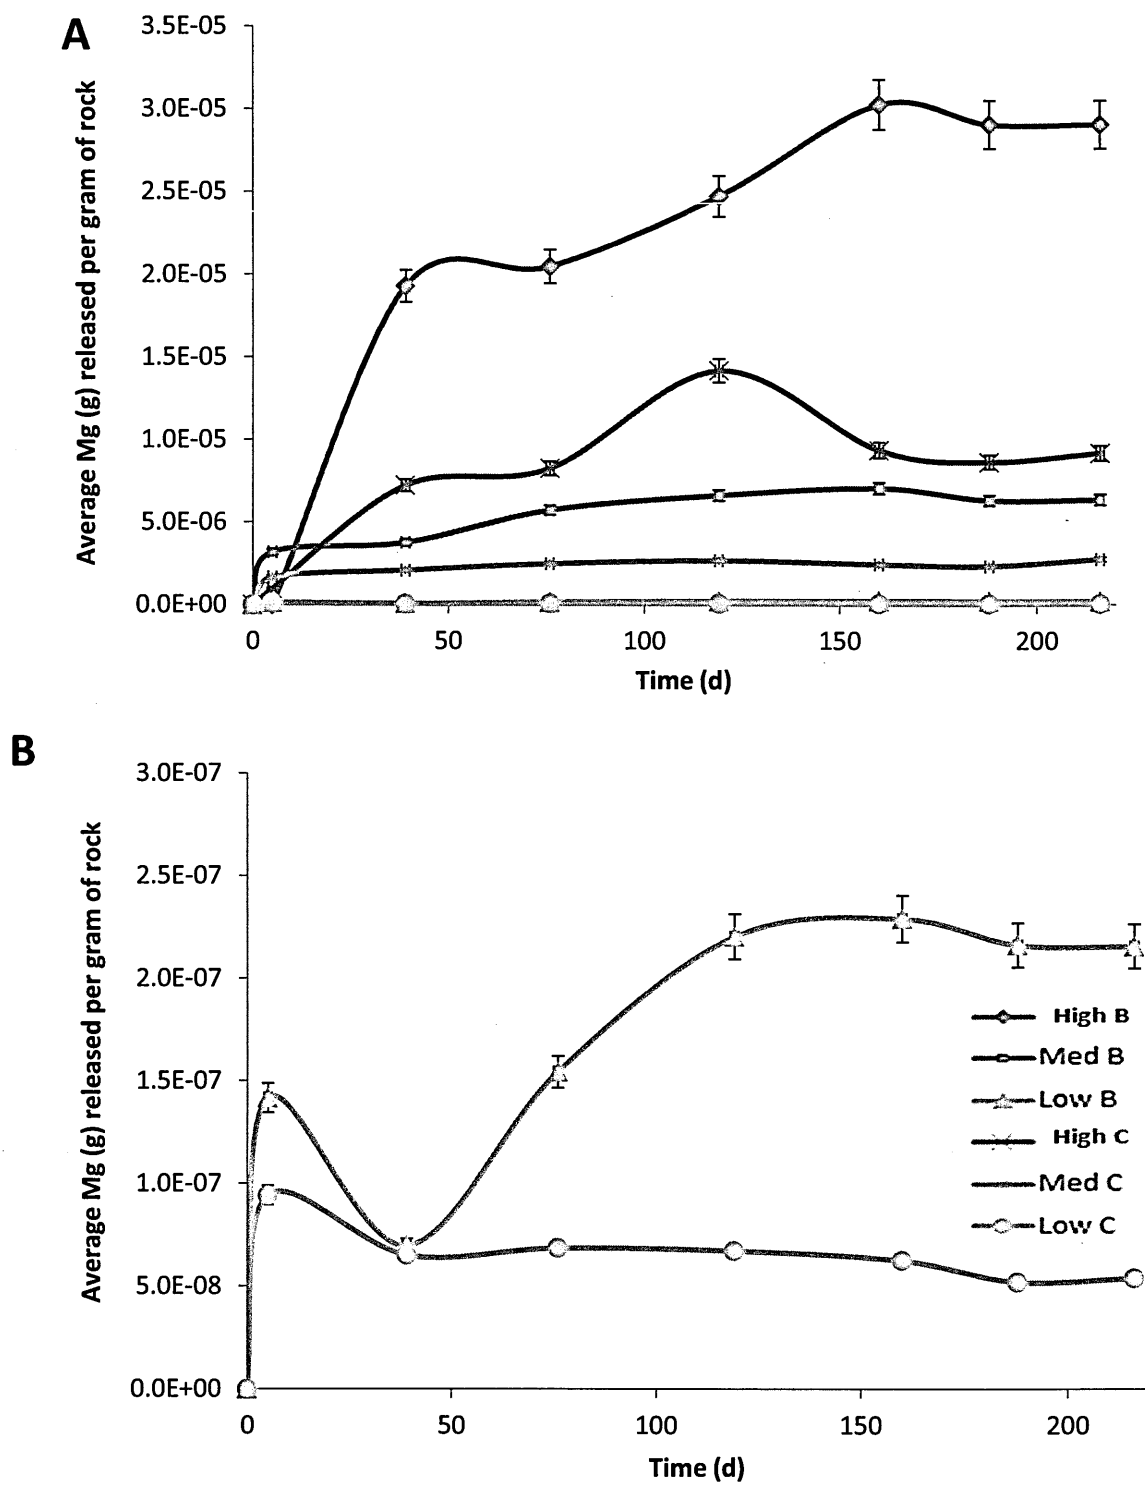 A
Average Mg (g) released per gram of rock
3.5E-05
3.0E-05
2.5E-05
2.0E-05
1.5E-05
1.0E-05
5.0E-06
0.0E+00
0
50
100
150
200
Time (d)
B
Average Mg (g) released per gram of rock
3.0E-07
2.5E-07
2.0E-07
1.5E-07
1.0E-07
5.0E-08
0.0E+00
0
50
100
150
200
Time (d)
High B
Med B
Low B
High C
Med C
Low C